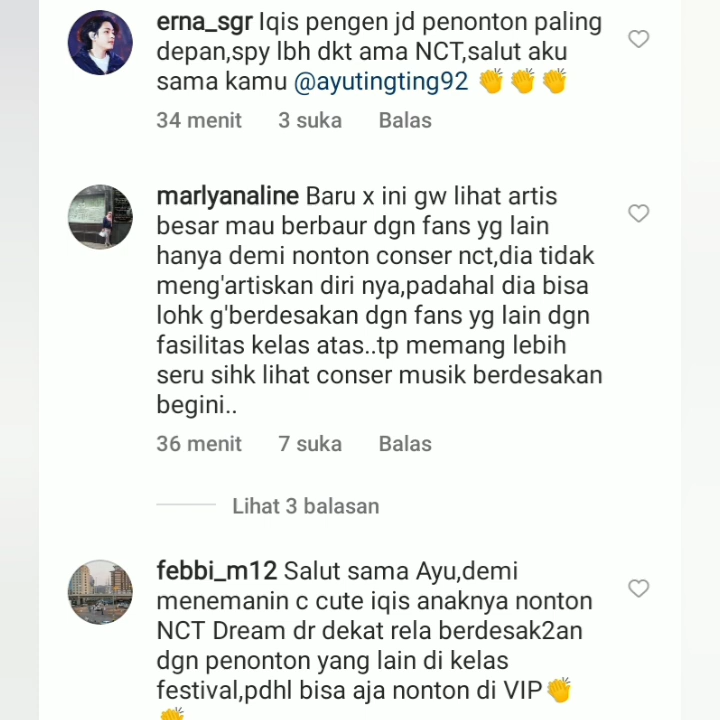 erna_sgr Iqis pengen jd penonton paling
depan,spy lbh dkt ama NCT,salut aku
sama kamu @ayutingting92 👏👏👏
34 menit 3 suka Balas
marlyanaline Baru x ini gw lihat artis
besar mau berbaur dgn fans yg lain
hanya demi nonton conser nct,dia tidak
meng'artiskan diri nya,padahal dia bisa
lohk g'berdesakan dgn fans yg lain dgn
fasilitas kelas atas..tp memang lebih
seru sihk lihat conser musik berdesakan
begini..
36 menit 7 suka Balas
Lihat 3 balasan
febbi_m12 Salut sama Ayu,demi
menemanin c cute iqis anaknya nonton
NCT Dream dr dekat rela berdesak2an
dgn penonton yang lain di kelas
festival,pdhl bisa aja nonton di VIP👏
👏